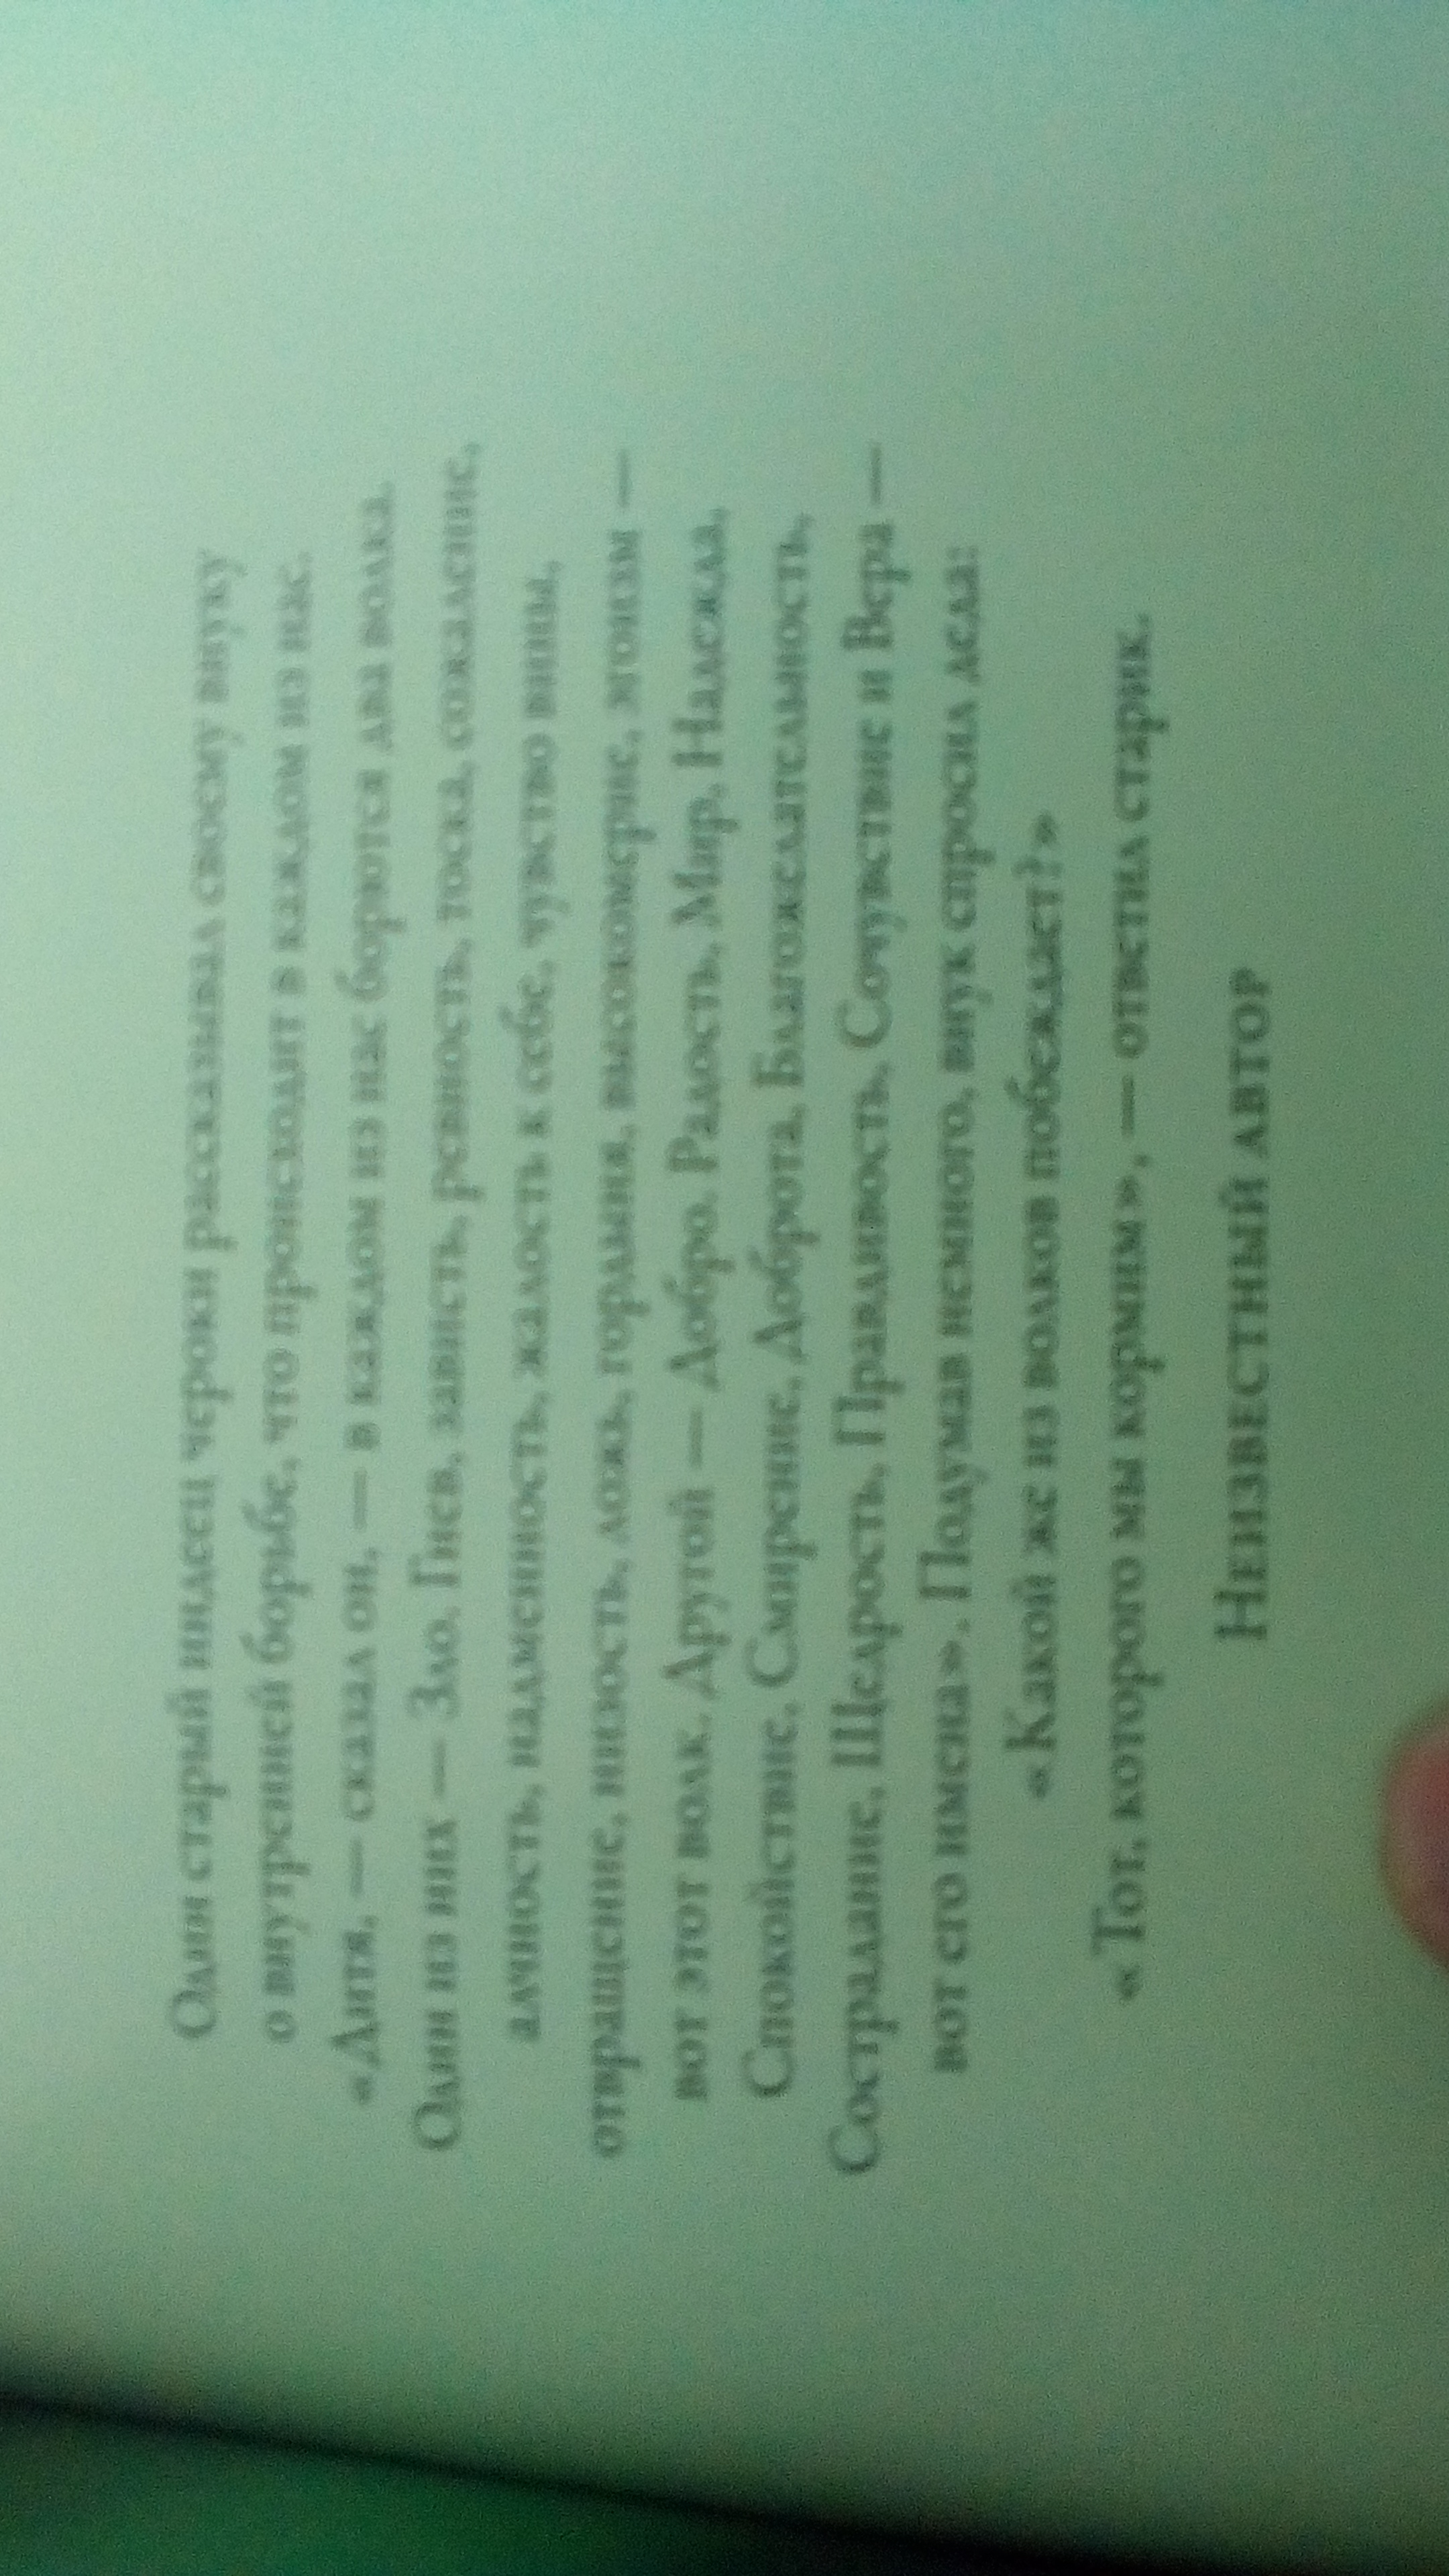 Один старый индеец чероки рассказывал своему внуку
о внутренней борьбе, что происходит в каждом из нас.
«Дитя, — сказал он, — в каждом из нас борются два волка.
Один из них — Зло. Гнев, зависть, ревность, тоска, сожаление,
алчность, надменность, жалость к себе, чувство вины,
отвращение, низость, ложь, гордыня, высокомерие, эгоизм —
вот этот волк. Другой — Добро. Радость, Мир, Надежда,
Спокойствие, Смирение, Доброта, Благожелательность,
Сострадание, Щедрость, Правдивость, Сочувствие и Вера —
вот его имена». Подумав немного, внук спросил деда:
«Какой же из волков побеждает?»
«Тот, которого мы кормим», — ответил старик.
Неизвестный автор